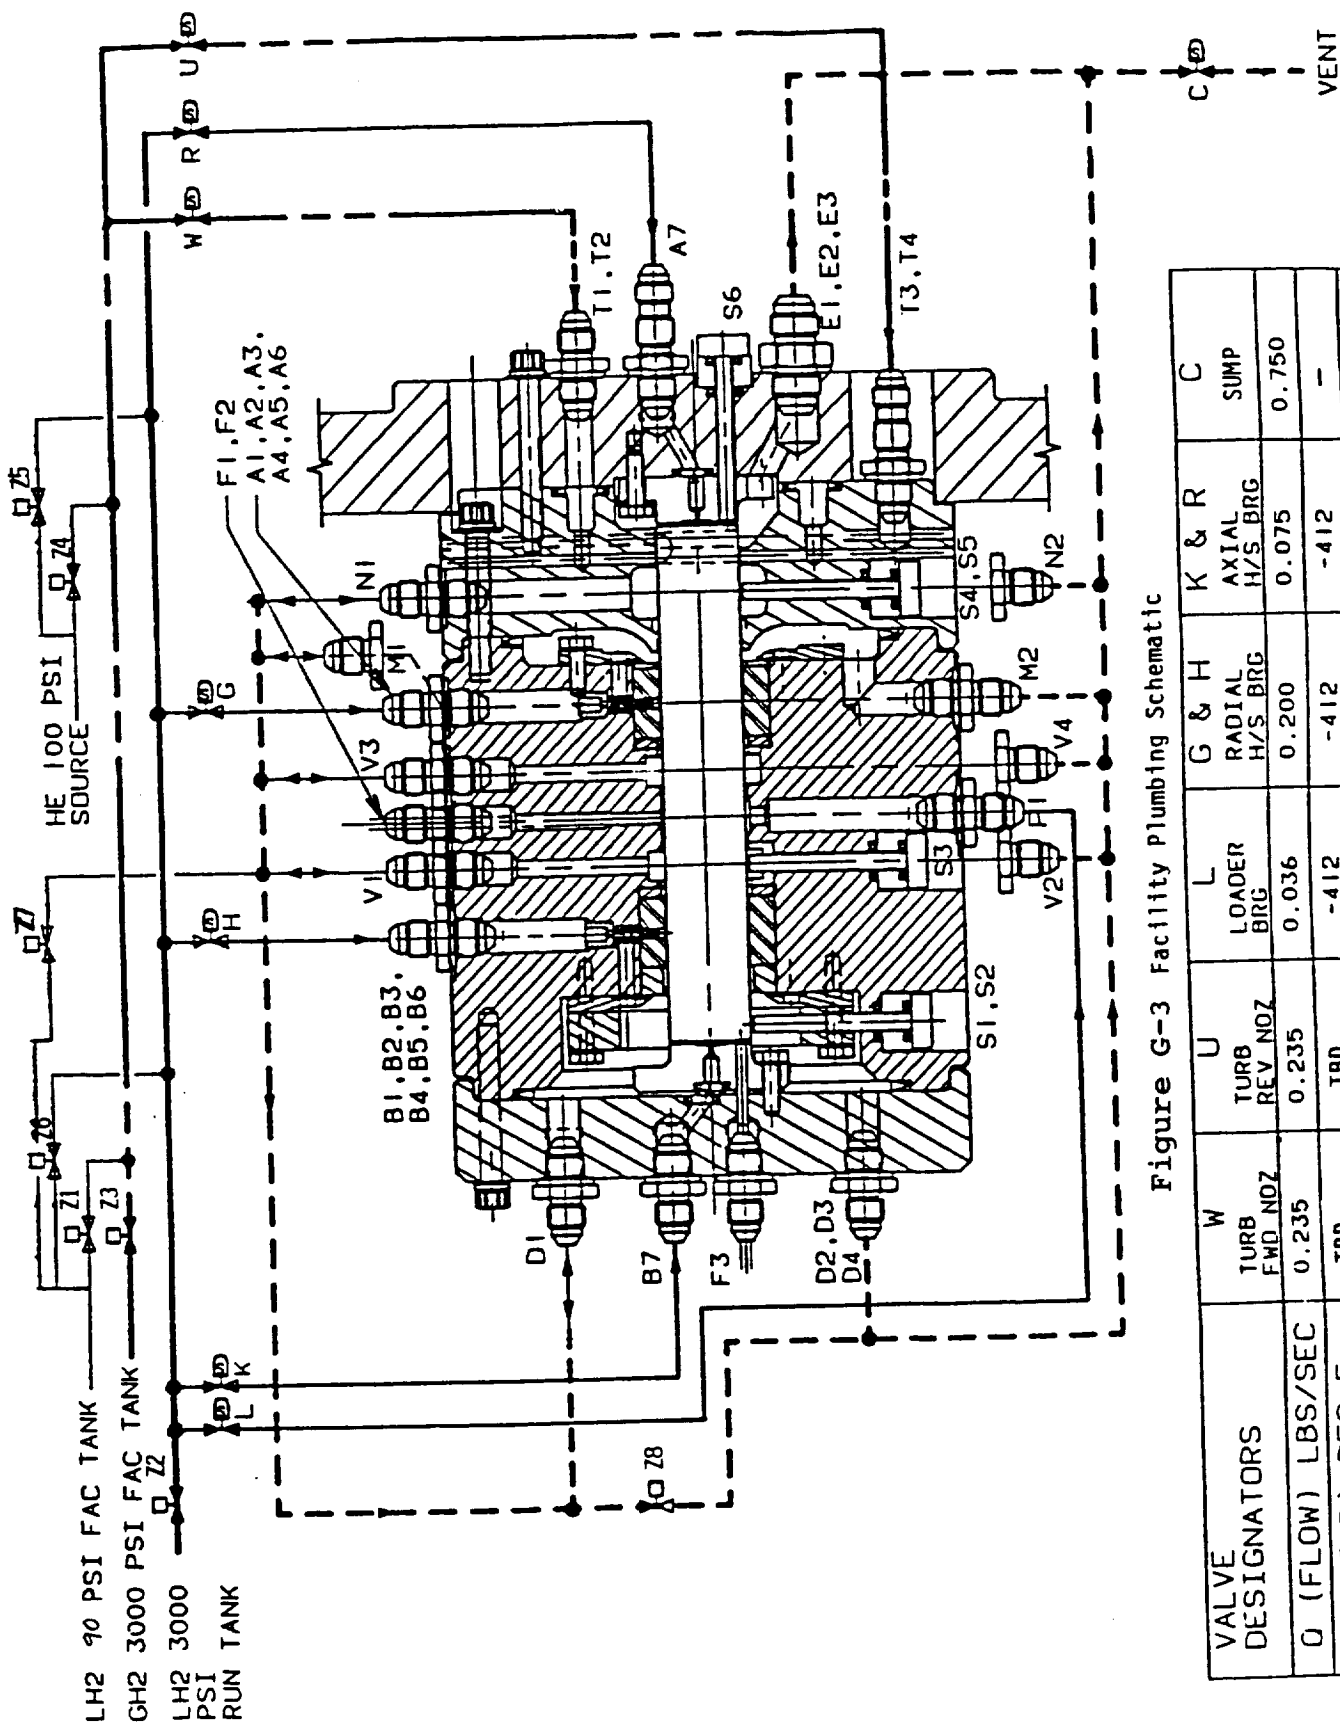 LH2 90 PSI FAC TANK
GH2 3000 PSI FAC TANK
LH2 3000
PSI
RUN TANK
Z2
Z1
Z3
Z6
Z7
HE 100 PSI
SOURCE
Z4
Z5
L
K
H
G
W
R
U
F1,F2
A1,A2,A3,
A4,A5,A6
B1,B2,B3,
B4,B5,B6
V1
V3
M1
N1
T1,T2
A7
S6
E1,E2,E3
T3,T4
D1
B7
F3
D2,D3
D4
Z8
S1,S2
S3
V2
F1
V4
M2
S4,S5
N2
C
VENT
Figure G-3 Facility Plumbing Schematic
VALVE
DESIGNATORS
W
TURB
FWD NOZ
U
TURB
REV NOZ
L
LOADER
BRG
G & H
RADIAL
H/S BRG
K & R
AXIAL
H/S BRG
C
SUMP
Q (FLOW) LBS/SEC 0.235 0.235 0.036 0.200 0.075 0.750
TBD TBD -412 -412 -412 -